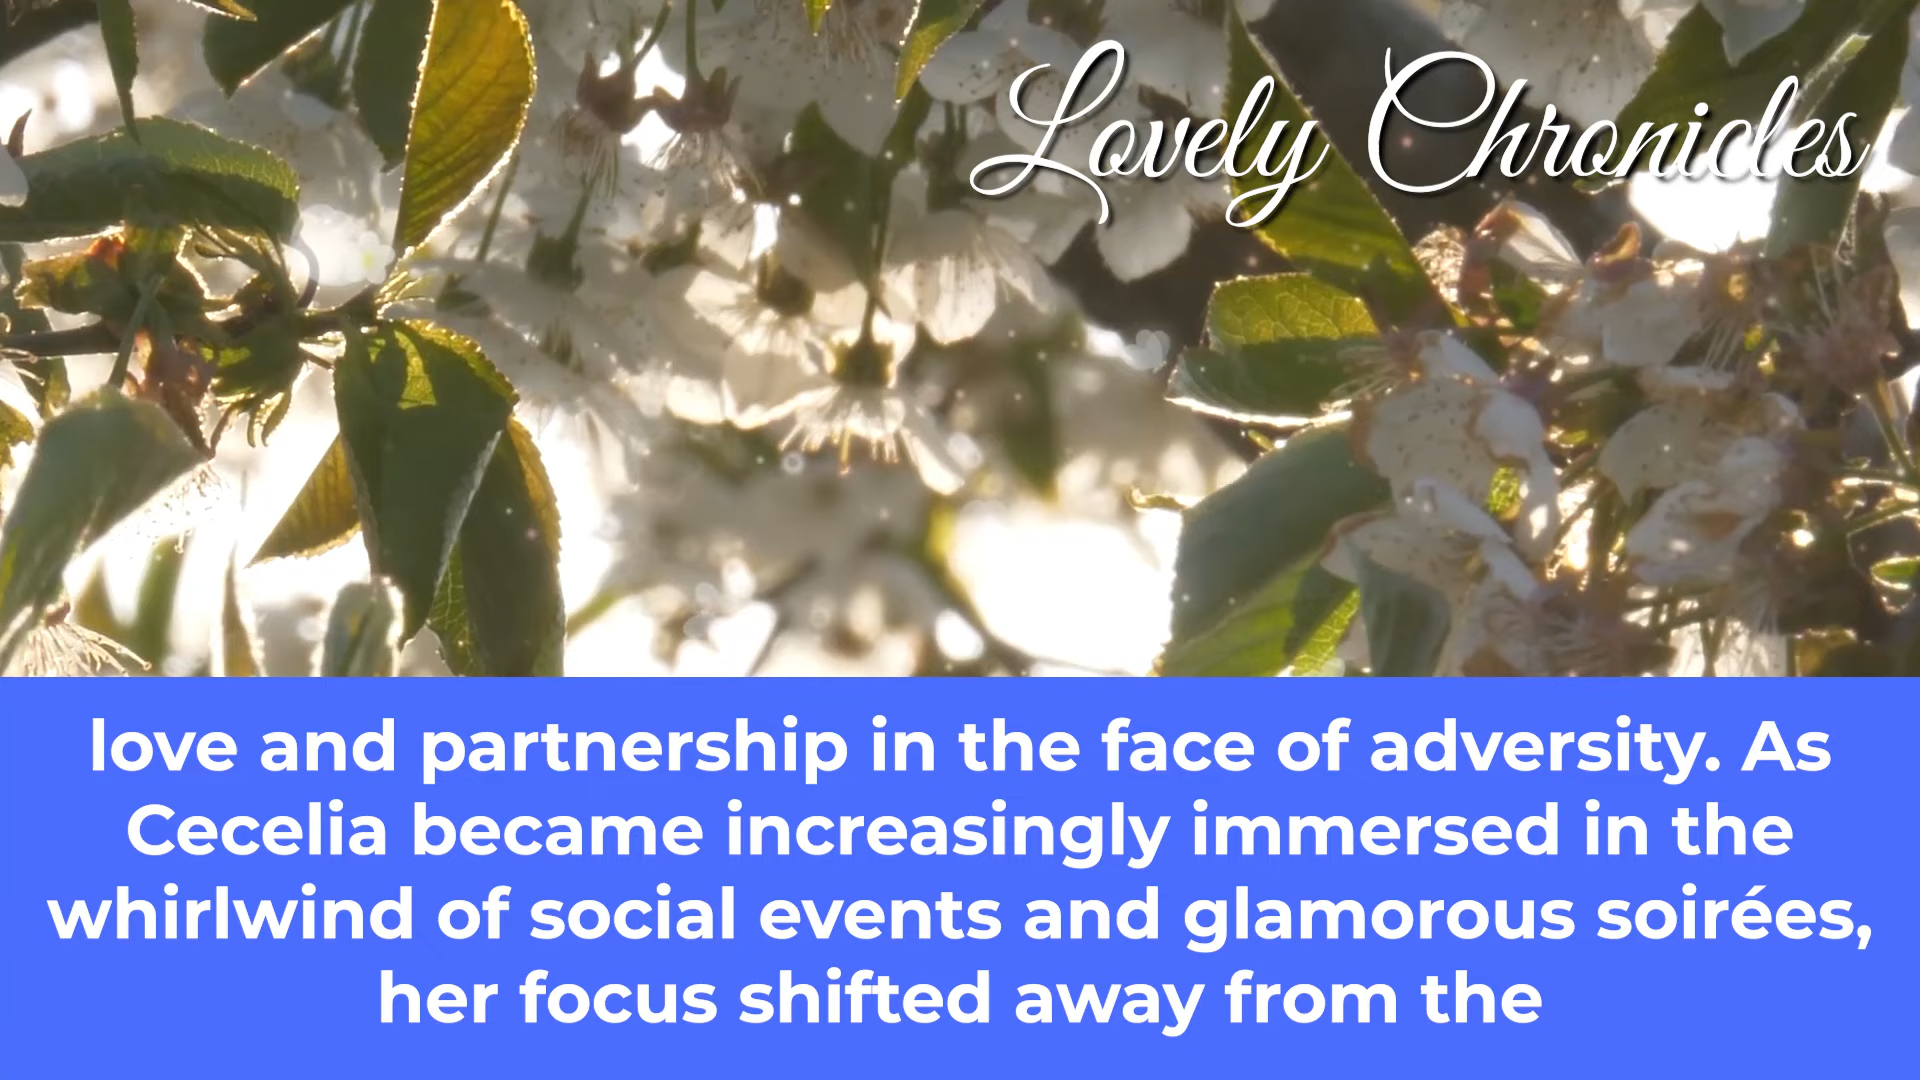 Lovely Chronicles
love and partnership in the face of adversity. As
Cecelia became increasingly immersed in the
whirlwind of social events and glamorous soirées,
her focus shifted away from the